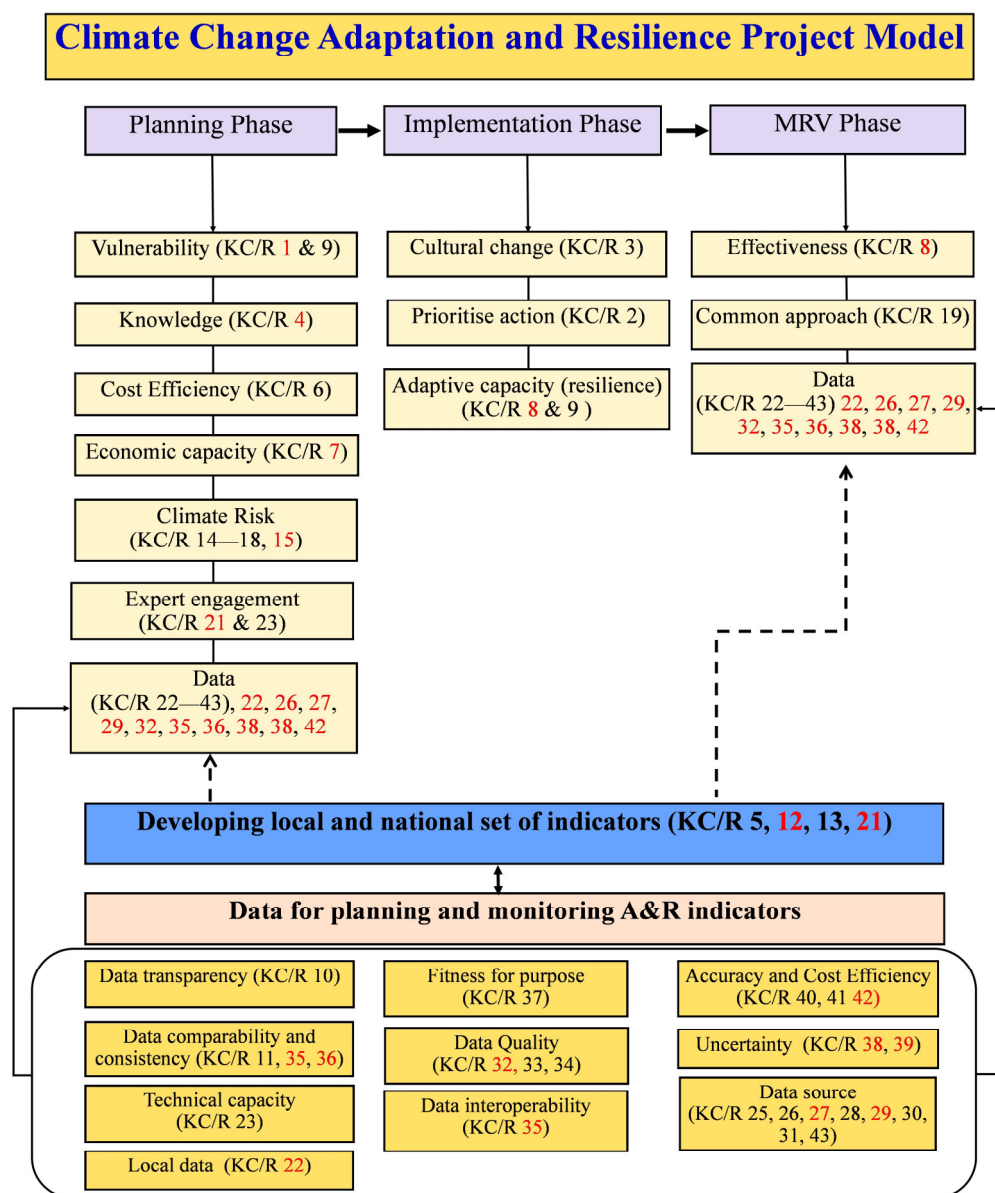 Climate Change Adaptation and Resilience Project Model
Planning Phase
Implementation Phase
MRV Phase
Vulnerability (KC/R 1 & 9)
Knowledge (KC/R 4)
Cost Efficiency (KC/R 6)
Economic capacity (KC/R 7)
Climate Risk
(KC/R 14—18, 15)
Expert engagement
(KC/R 21 & 23)
Data
(KC/R 22—43), 22, 26, 27,
29, 32, 35, 36, 38, 38, 42
Cultural change (KC/R 3)
Prioritise action (KC/R 2)
Adaptive capacity (resilience)
(KC/R 8 & 9 )
Effectiveness (KC/R 8)
Common approach (KC/R 19)
Data
(KC/R 22—43) 22, 26, 27, 29,
32, 35, 36, 38, 38, 42
Developing local and national set of indicators (KC/R 5, 12, 13, 21)
Data for planning and monitoring A&R indicators
Data transparency (KC/R 10)
Data comparability and
consistency (KC/R 11, 35, 36)
Technical capacity
(KC/R 23)
Local data (KC/R 22)
Fitness for purpose
(KC/R 37)
Data Quality
(KC/R 32, 33, 34)
Data interoperability
(KC/R 35)
Accuracy and Cost Efficiency
(KC/R 40, 41 42)
Uncertainty (KC/R 38, 39)
Data source
(KC/R 25, 26, 27, 28, 29, 30,
31, 43)